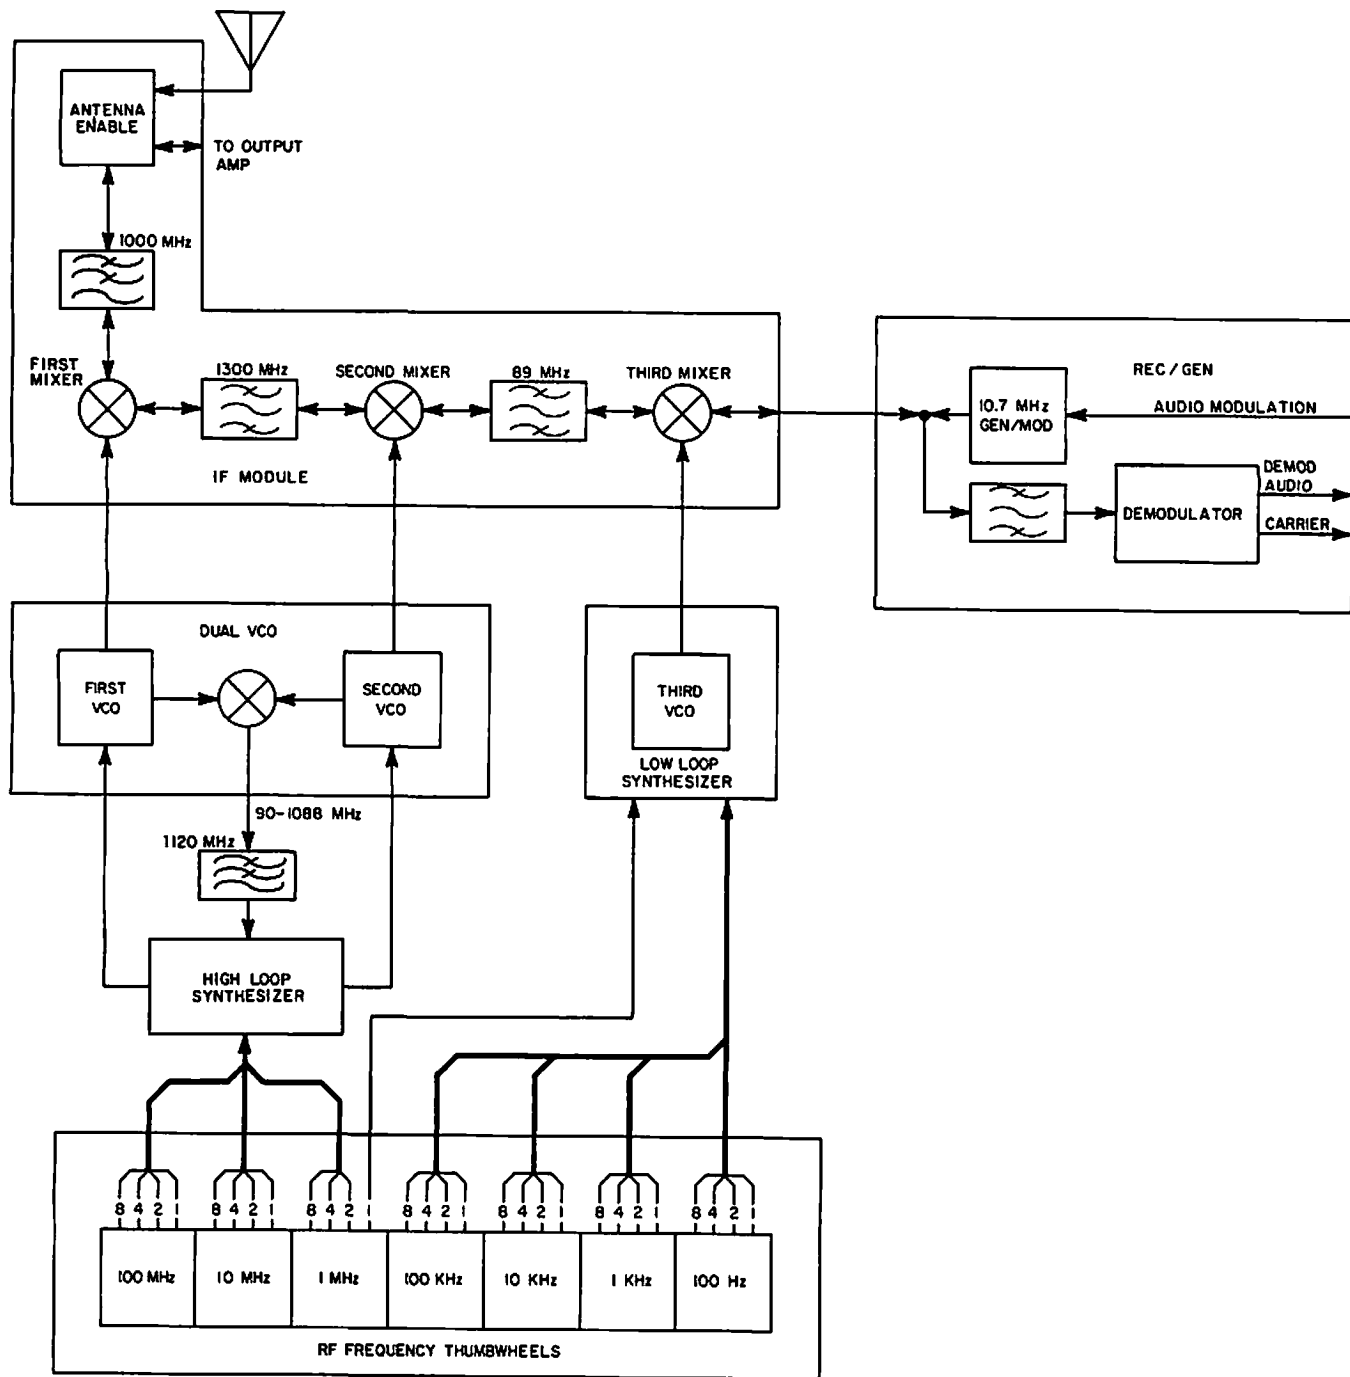 ANTENNA
ENABLE
TO OUTPUT
AMP
1000 MHz
FIRST
MIXER
1300 MHz
SECOND MIXER
89 MHz
THIRD MIXER
IF MODULE
REC / GEN
10.7 MHz
GEN/MOD
AUDIO MODULATION
DEMOD
AUDIO
DEMODULATOR
CARRIER
DUAL VCO
FIRST
VCO
SECOND
VCO
THIRD
VCO
LOW LOOP
SYNTHESIZER
90-1088 MHz
1120 MHz
HIGH LOOP
SYNTHESIZER
8 4 2 1 8 4 2 1 8 4 2 1 8 4 2 1 8 4 2 1 8 4 2 1 8 4 2 1
100 MHz 10 MHz 1 MHz 100 KHz 10 KHz 1 KHz 100 Hz
RF FREQUENCY THUMBWHEELS